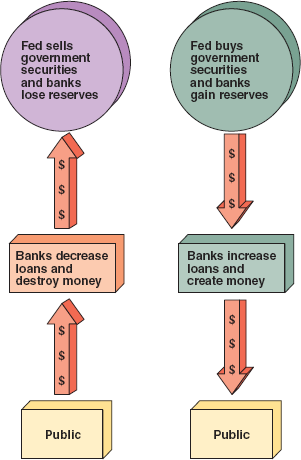 Fed sells
government
securities
and banks
lose reserves
$
$
$
Banks decrease
loans and
destroy money
$
$
$
Public
Fed buys
government
securities
and banks
gain reserves
$
$
$
Banks increase
loans and
create money
$
$
$
Public